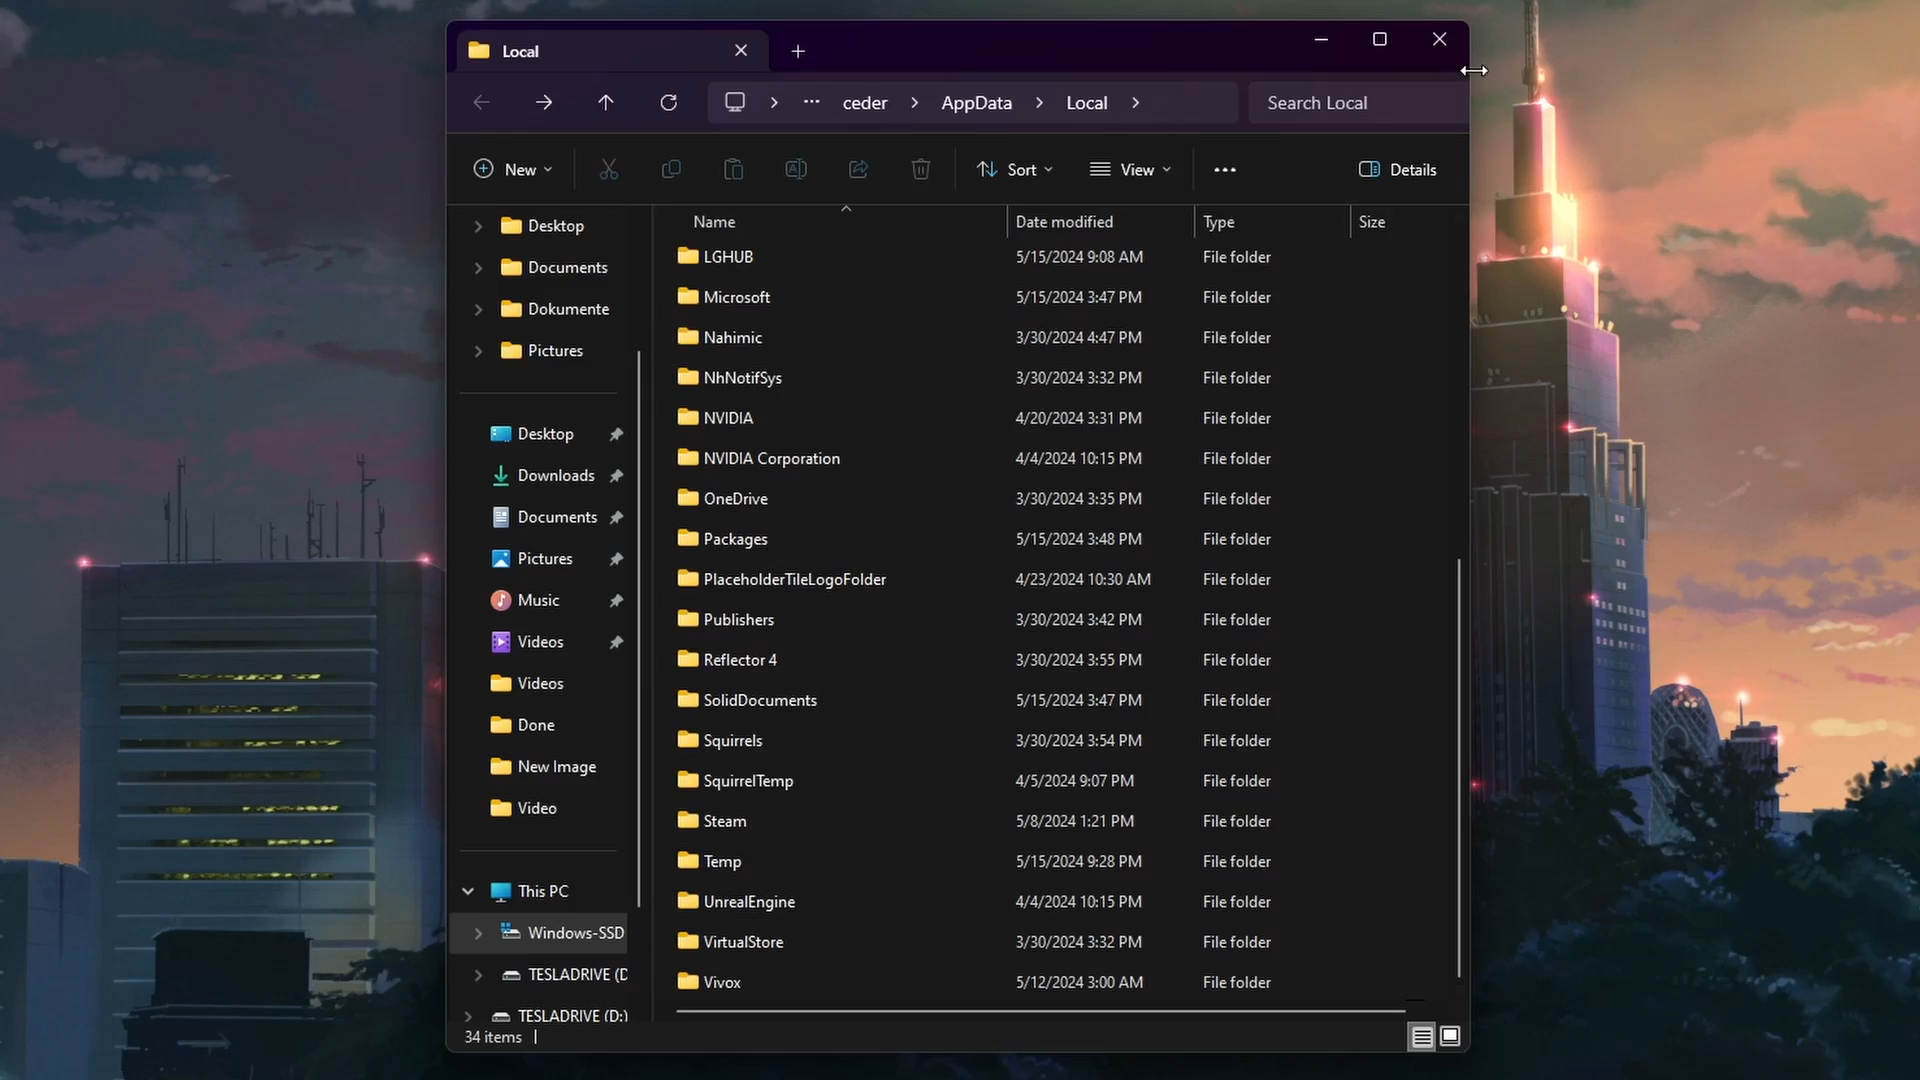 Local
ceder > AppData > Local >
Search Local
New
Sort
View
Details
Desktop
Documents
Dokumente
Pictures
Desktop
Downloads
Documents
Pictures
Music
Videos
Videos
Done
New Image
Video
This PC
Windows-SSD
TESLADRIVE (D
TESLADRIVE (D:)
Name Date modified Type Size
LGHUB 5/15/2024 9:08 AM File folder
Microsoft 5/15/2024 3:47 PM File folder
Nahimic 3/30/2024 4:47 PM File folder
NhNotifSys 3/30/2024 3:32 PM File folder
NVIDIA 4/20/2024 3:31 PM File folder
NVIDIA Corporation 4/4/2024 10:15 PM File folder
OneDrive 3/30/2024 3:35 PM File folder
Packages 5/15/2024 3:48 PM File folder
PlaceholderTileLogoFolder 4/23/2024 10:30 AM File folder
Publishers 3/30/2024 3:42 PM File folder
Reflector 4 3/30/2024 3:55 PM File folder
SolidDocuments 5/15/2024 3:47 PM File folder
Squirrels 3/30/2024 3:54 PM File folder
SquirrelTemp 4/5/2024 9:07 PM File folder
Steam 5/8/2024 1:21 PM File folder
Temp 5/15/2024 9:28 PM File folder
UnrealEngine 4/4/2024 10:15 PM File folder
VirtualStore 3/30/2024 3:32 PM File folder
Vivox 5/12/2024 3:00 AM File folder
34 items